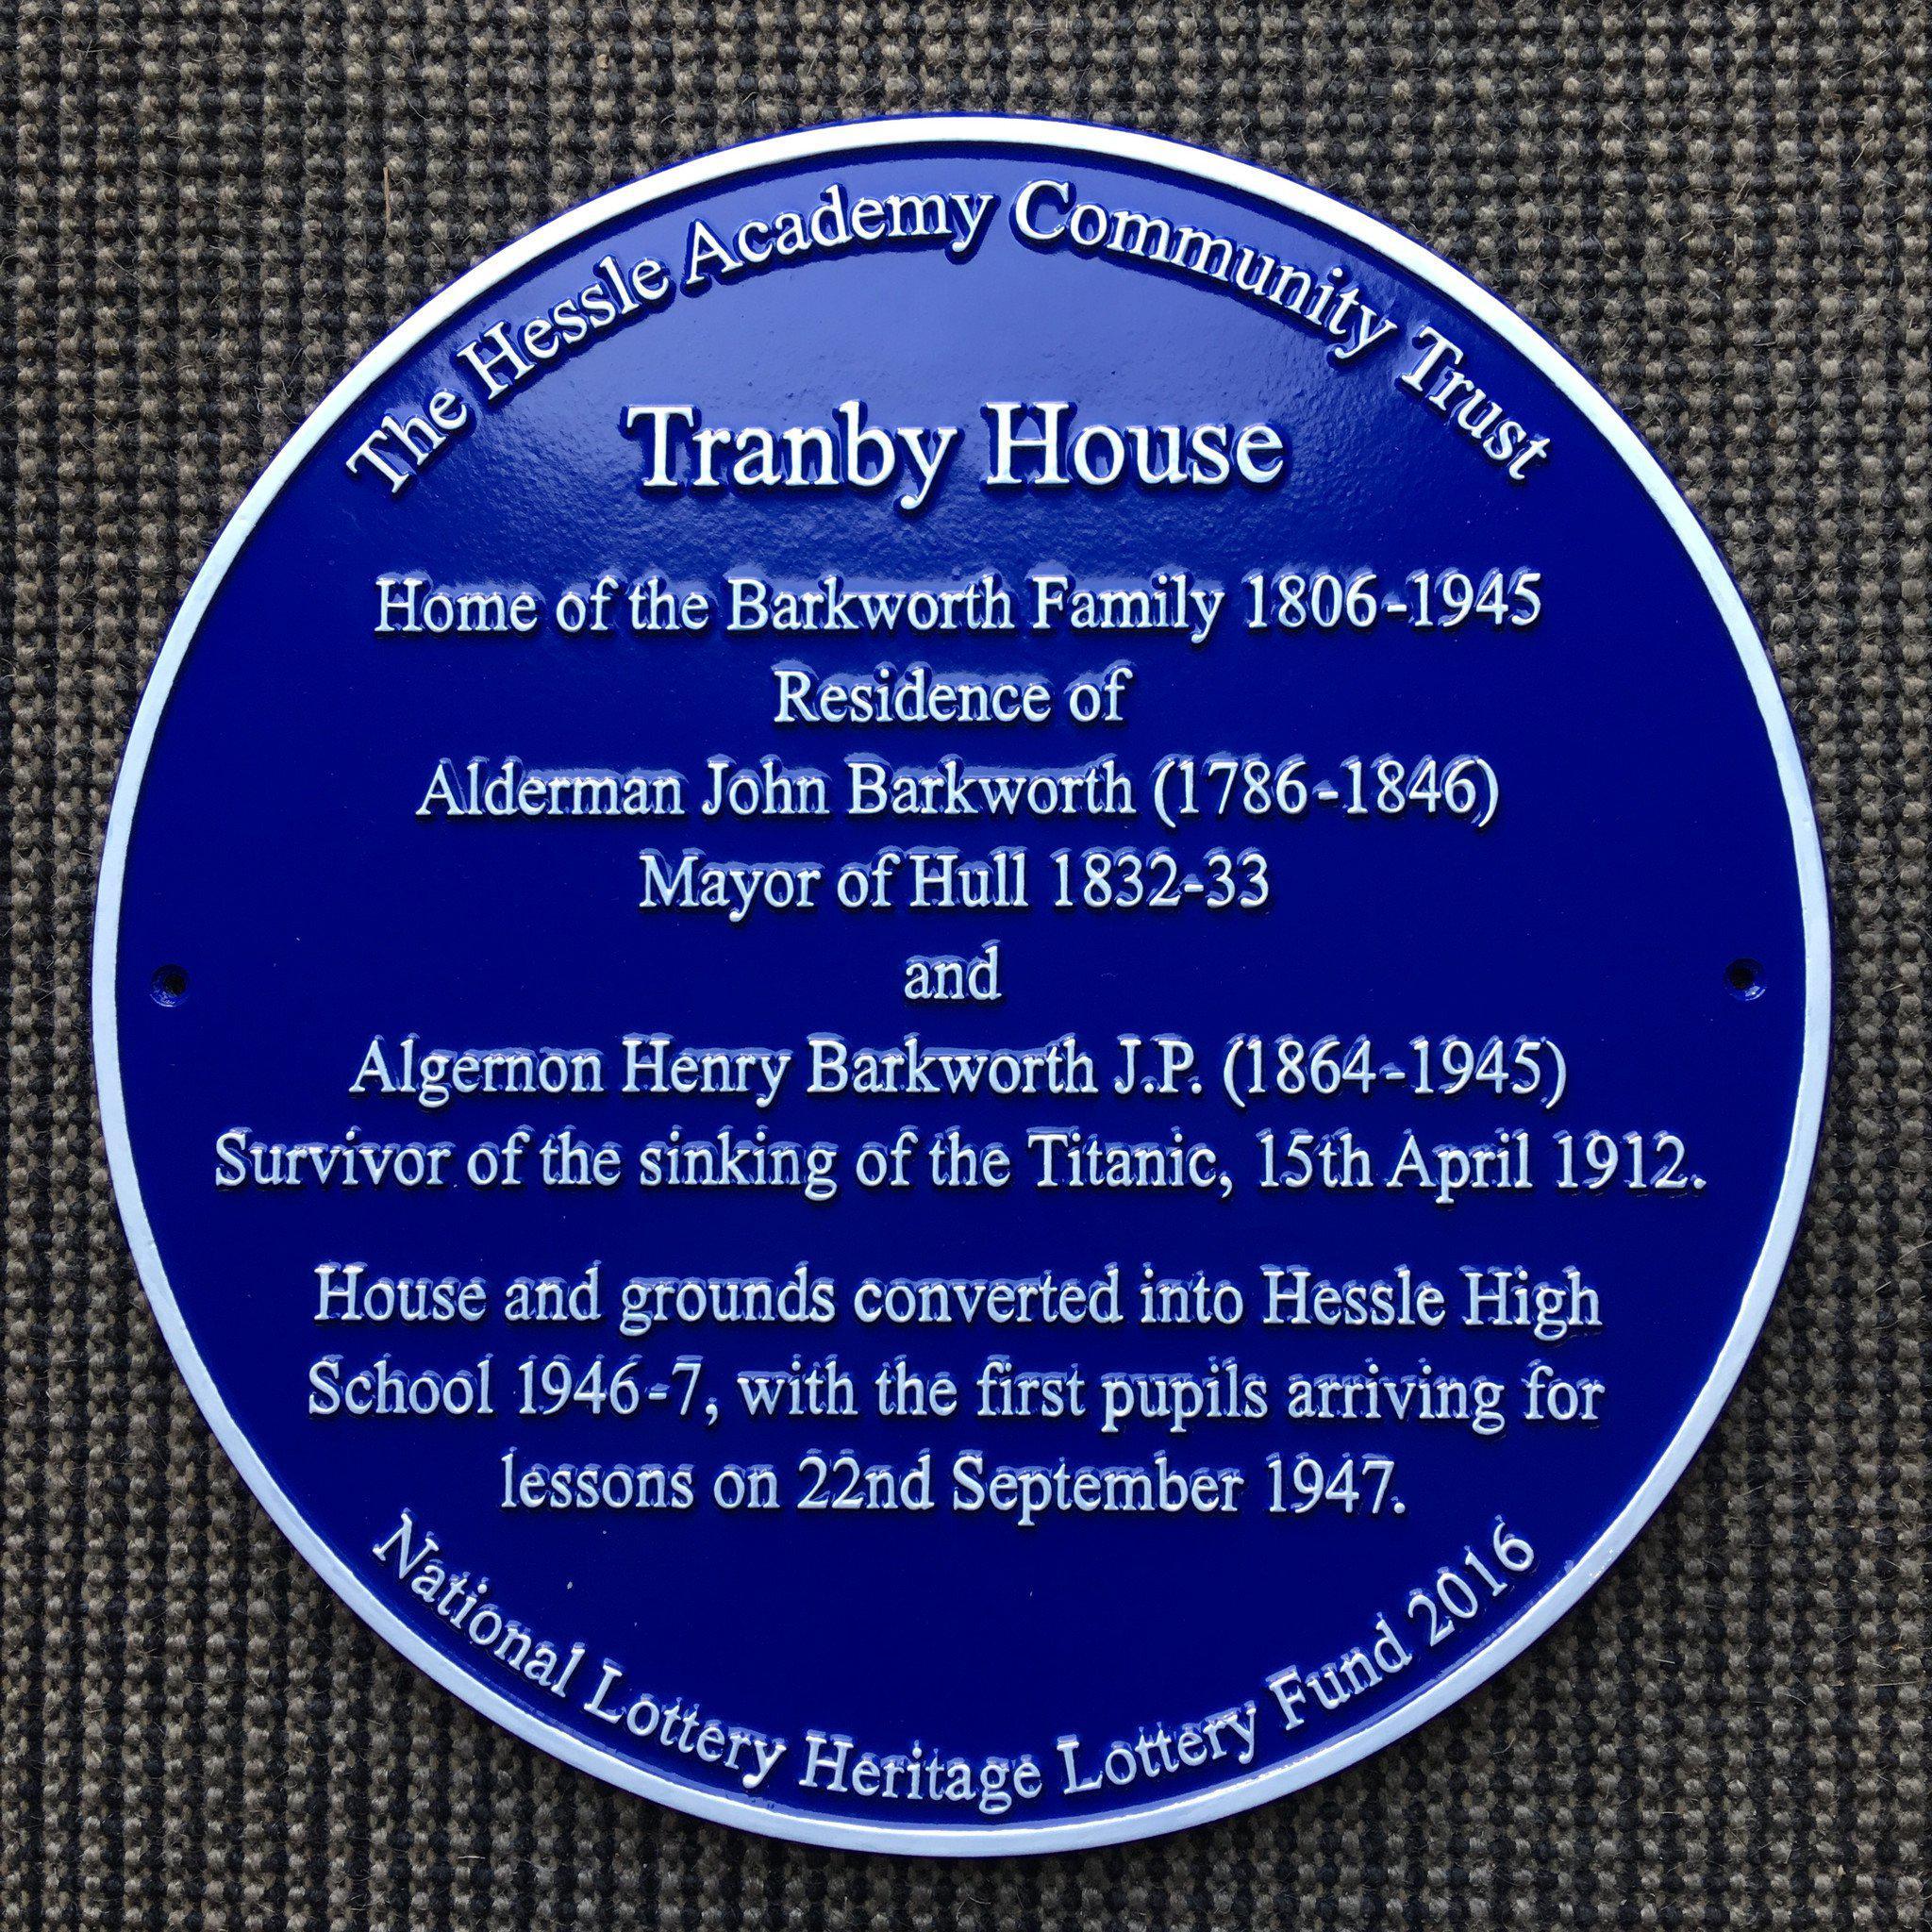 The Hessle Academy Community Trust
Tranby House
Home of the Barkworth Family 1806-1945
Residence of
Alderman John Barkworth (1786-1846)
Mayor of Hull 1832-33
and
Algernon Henry Barkworth J.P. (1864-1945)
Survivor of the sinking of the Titanic, 15th April 1912.
House and grounds converted into Hessle High
School 1946-7, with the first pupils arriving for
lessons on 22nd September 1947.
National Lottery Heritage Lottery Fund 2016